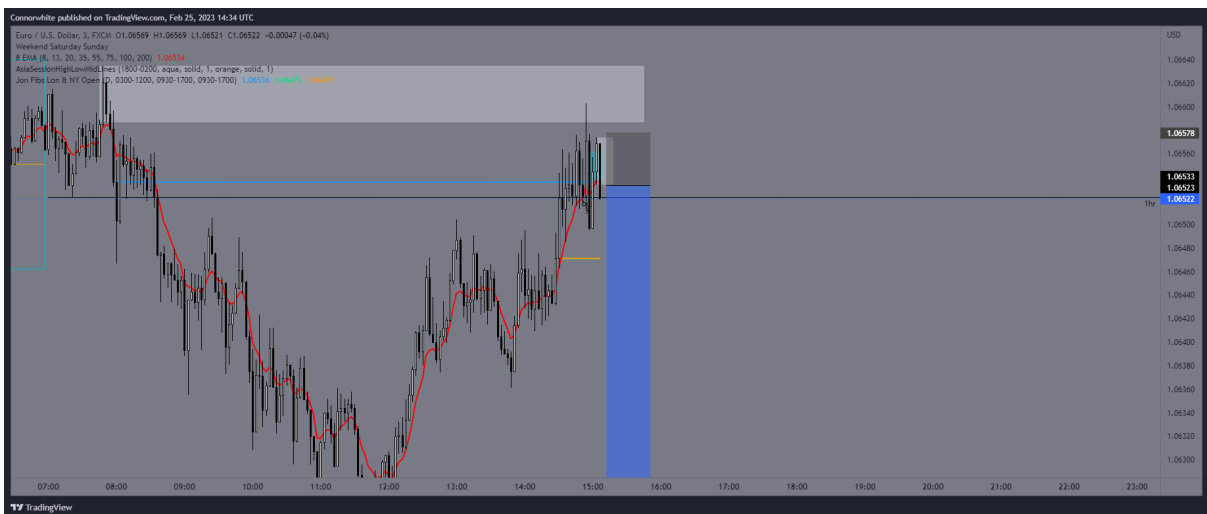 Connorwhite published on TradingView.com, Feb 25, 2023 14:34 UTC
Euro / U.S. Dollar, 3, FXCM O1.06569 H1.06569 L1.06521 C1.06522 −0.00047 (−0.04%)
Weekend Saturday Sunday
8 EMA (8, 13, 20, 35, 55, 75, 100, 200) 1.06534
AsiaSessionHighLowMidLines (1800-0200, aqua, solid, 1, orange, solid, 1)
Jon Fibs Lon & NY Open (D, 0300-1200, 0930-1700, 0930-1700) 1.06536 1.06471
USD
1.06640
1.06620
1.06600
1.06578
1.06560
1.06533
1.06523
1.06522
1hr
1.06500
1.06480
1.06460
1.06440
1.06420
1.06400
1.06380
1.06360
1.06340
1.06320
1.06300
07:00 08:00 09:00 10:00 11:00 12:00 13:00 14:00 15:00 16:00 17:00 18:00 19:00 20:00 21:00 22:00 23:00
TradingView